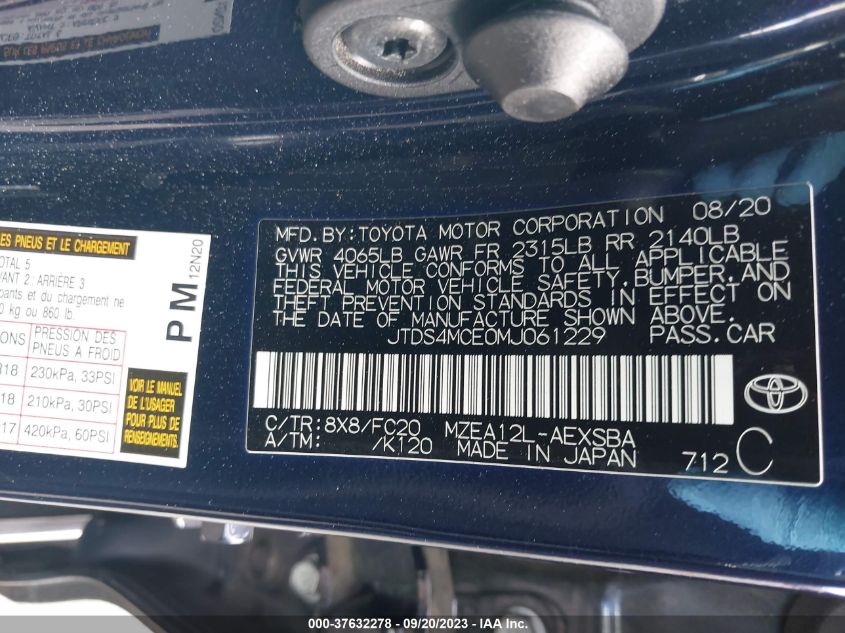 MFD. BY: TOYOTA MOTOR CORPORATION 08/20
GVWR 4065LB GAWR FR 2315LB RR 2140LB
THIS VEHICLE CONFORMS TO ALL APPLICABLE
FEDERAL MOTOR VEHICLE SAFETY, BUMPER, AND
THEFT PREVENTION STANDARDS IN EFFECT ON
THE DATE OF MANUFACTURE SHOWN ABOVE.
JTDS4MCE0MJ061229 PASS. CAR
C/TR: 8X8/FC20 MZEA12L-AEXSBA
A/TM: /K120 MADE IN JAPAN 712 C
TOYOTA
ES PNEUS ET LE CHARGEMENT
OTAL 5
VANT 2: ARRIÈRE 3
pants et du chargement ne
0 kg ou 860 lb.
ONS PRESSION DES PNEUS À FROID
R18 230kPa, 33PSI
18 210kPa, 30PSI
17 420kPa, 60PSI
VOIR LE MANUEL
DE L'USAGER
POUR PLUS DE
RENSEIGNEMENTS.
PM 12N20
000-37632278 - 09/20/2023 - IAA Inc.